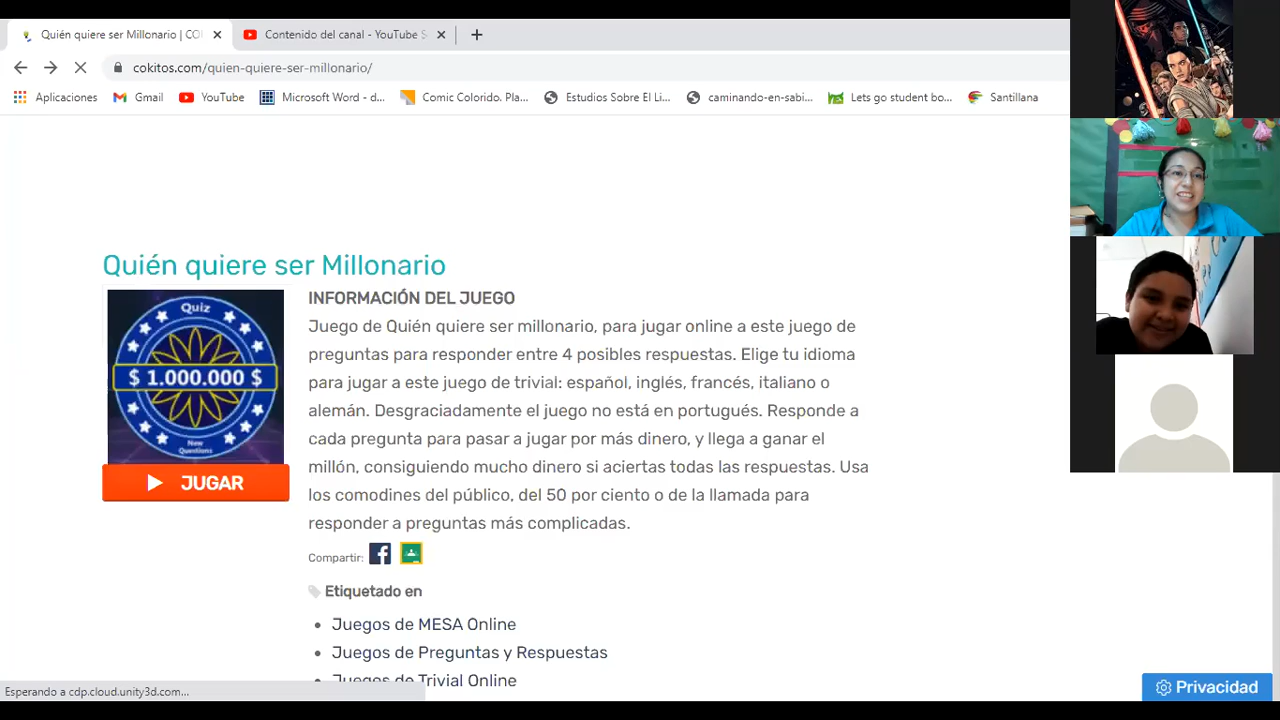 Quién quiere ser Millonario | CO
Contenido del canal - YouTube S
cokitos.com/quien-quiere-ser-millonario/
Aplicaciones
Gmail
YouTube
Microsoft Word - d...
Comic Colorido. Pla...
Estudios Sobre El Li...
caminando-en-sabi...
Lets go student bo...
Santillana
Quién quiere ser Millonario
Quiz
$ 1.000.000 $
New
Questions
JUGAR
INFORMACIÓN DEL JUEGO
Juego de Quién quiere ser millonario, para jugar online a este juego de
preguntas para responder entre 4 posibles respuestas. Elige tu idioma
para jugar a este juego de trivial: español, inglés, francés, italiano o
alemán. Desgraciadamente el juego no está en portugués. Responde a
cada pregunta para pasar a jugar por más dinero, y llega a ganar el
millón, consiguiendo mucho dinero si aciertas todas las respuestas. Usa
los comodines del público, del 50 por ciento o de la llamada para
responder a preguntas más complicadas.
Compartir:
Etiquetado en
Juegos de MESA Online
Juegos de Preguntas y Respuestas
Juegos de Trivial Online
Esperando a cdp.cloud.unity3d.com...
Privacidad